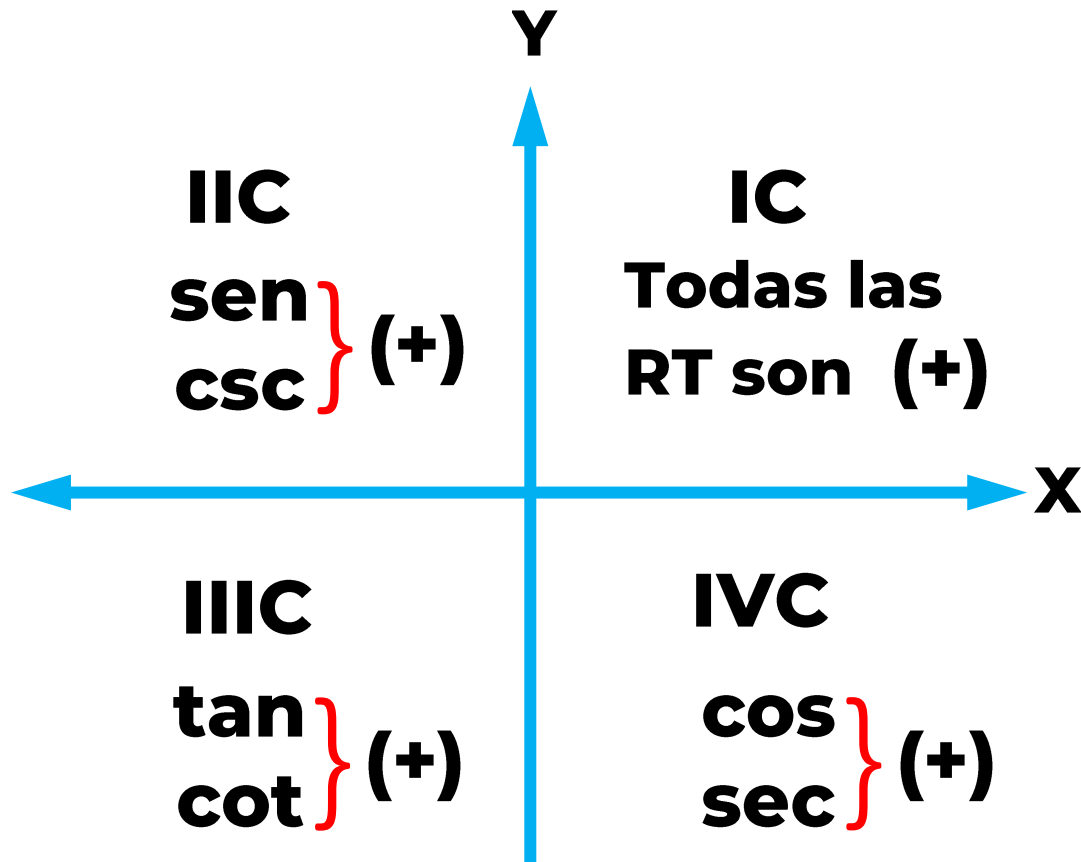 Y
IIC
sen
csc
(+)
IC
Todas las
RT son (+)
X
IIIC
tan
cot
(+)
IVC
cos
sec
(+)